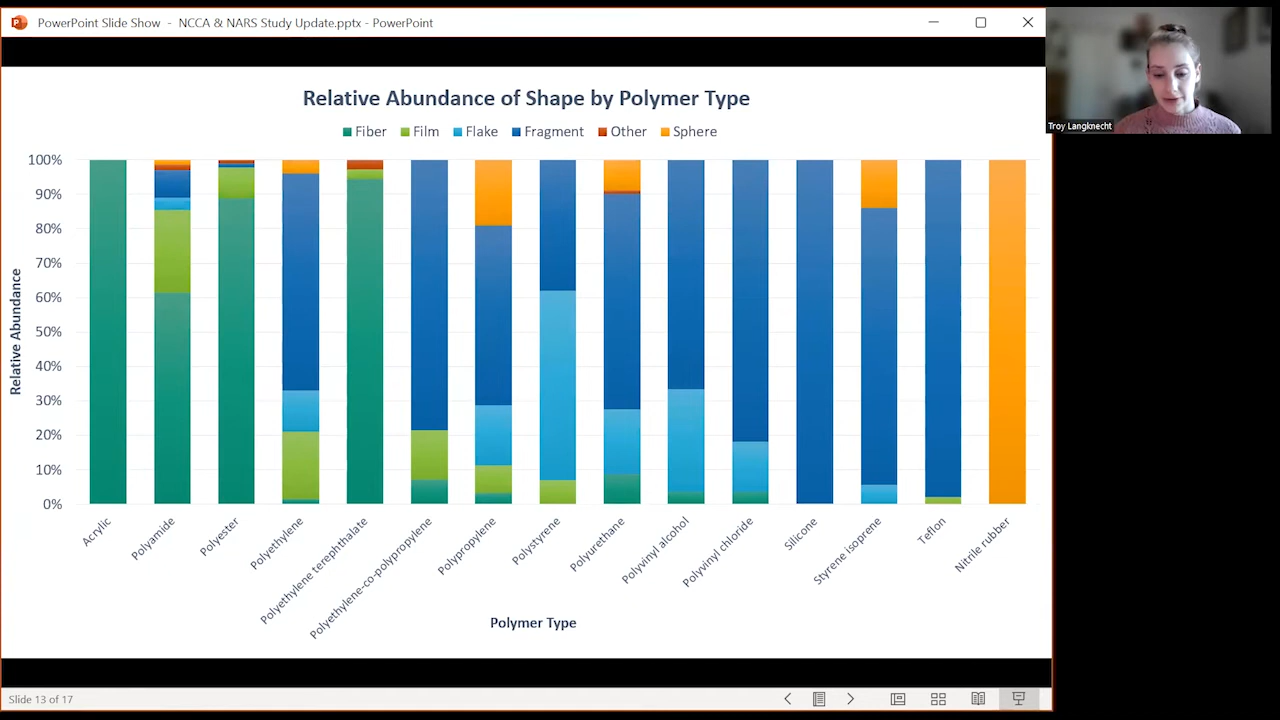 PowerPoint Slide Show - NCCA & NARS Study Update.pptx - PowerPoint
Troy Langknecht
Relative Abundance of Shape by Polymer Type
Fiber Film Flake Fragment Other Sphere
100%
90%
80%
70%
60%
50%
40%
30%
20%
10%
0%
Relative Abundance
Acrylic
Polyamide
Polyester
Polyethylene
Polyethylene terephthalate
Polyethylene-co-polypropylene
Polypropylene
Polystyrene
Polyurethane
Polyvinyl alcohol
Polyvinyl chloride
Silicone
Styrene isoprene
Teflon
Nitrile rubber
Polymer Type
Slide 13 of 17